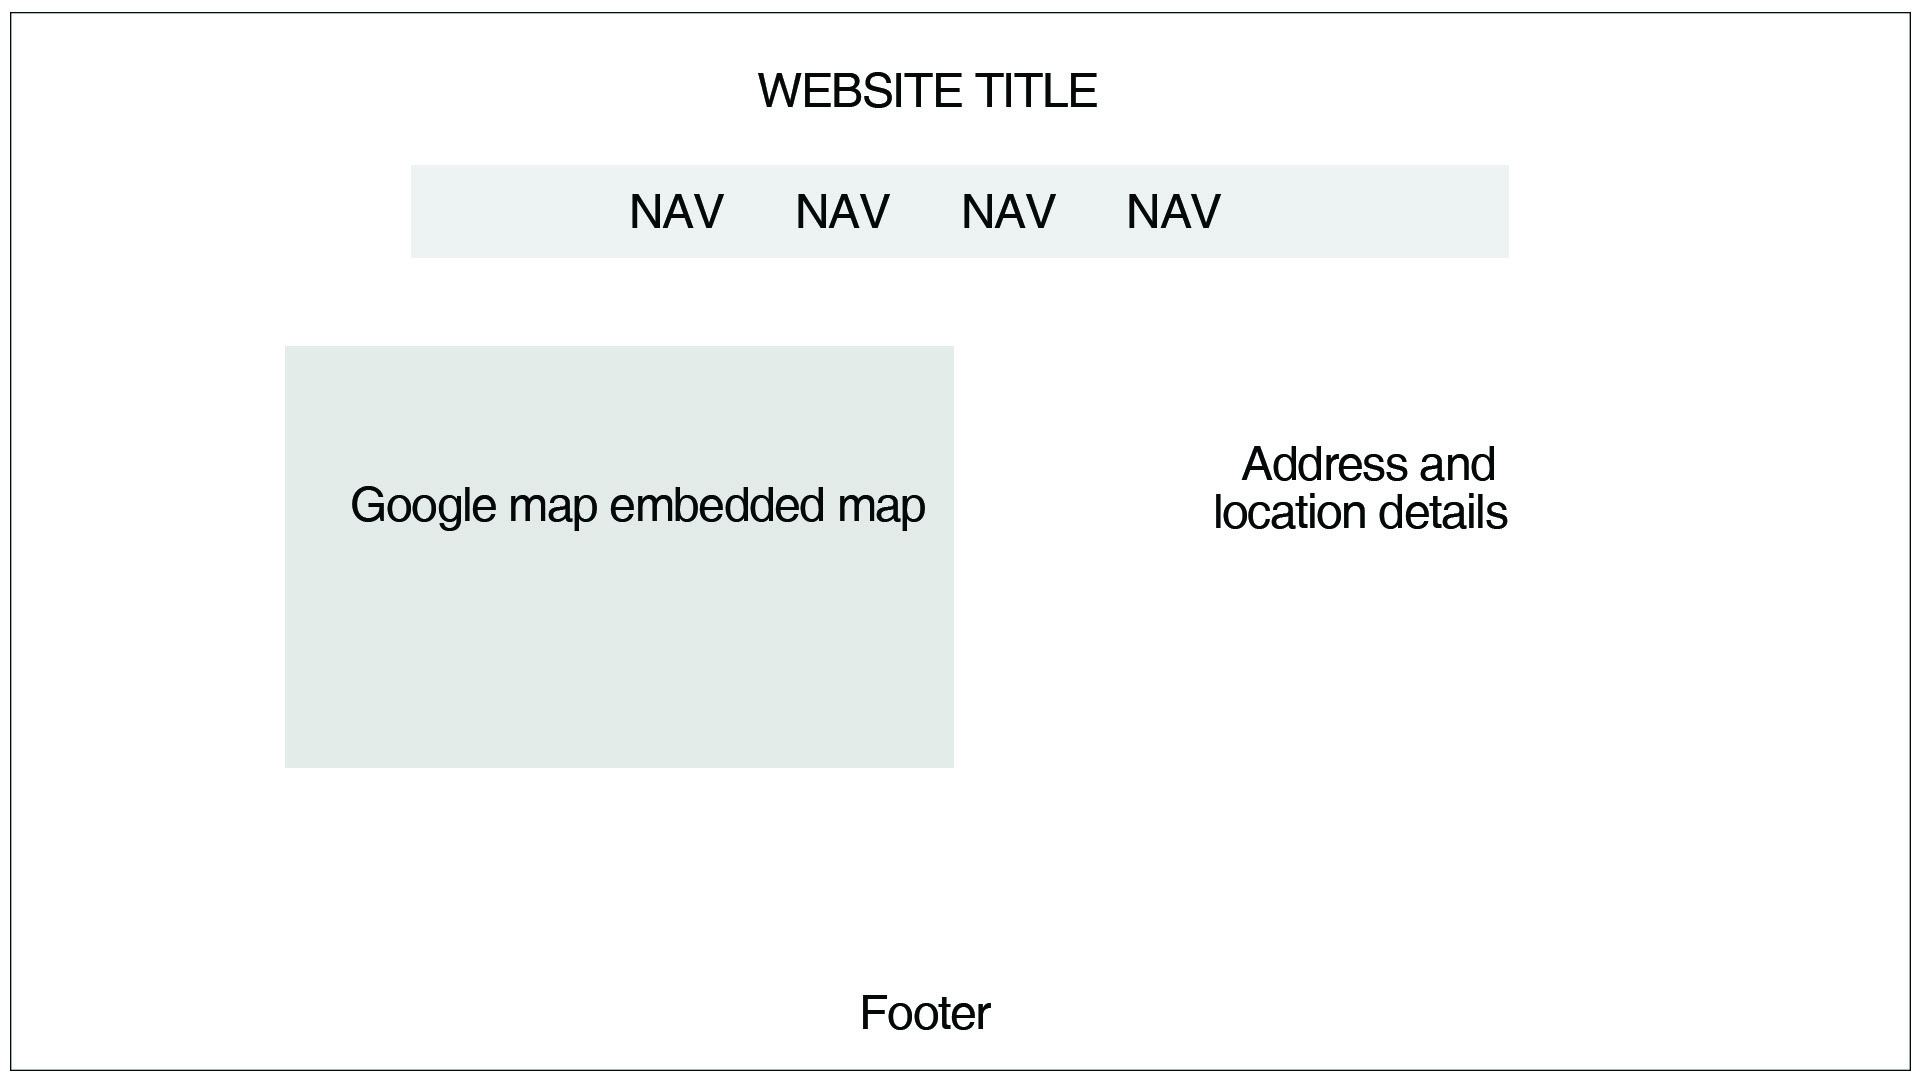 WEBSITE TITLE
NAV NAV NAV NAV
Google map embedded map
Address and
location details
Footer